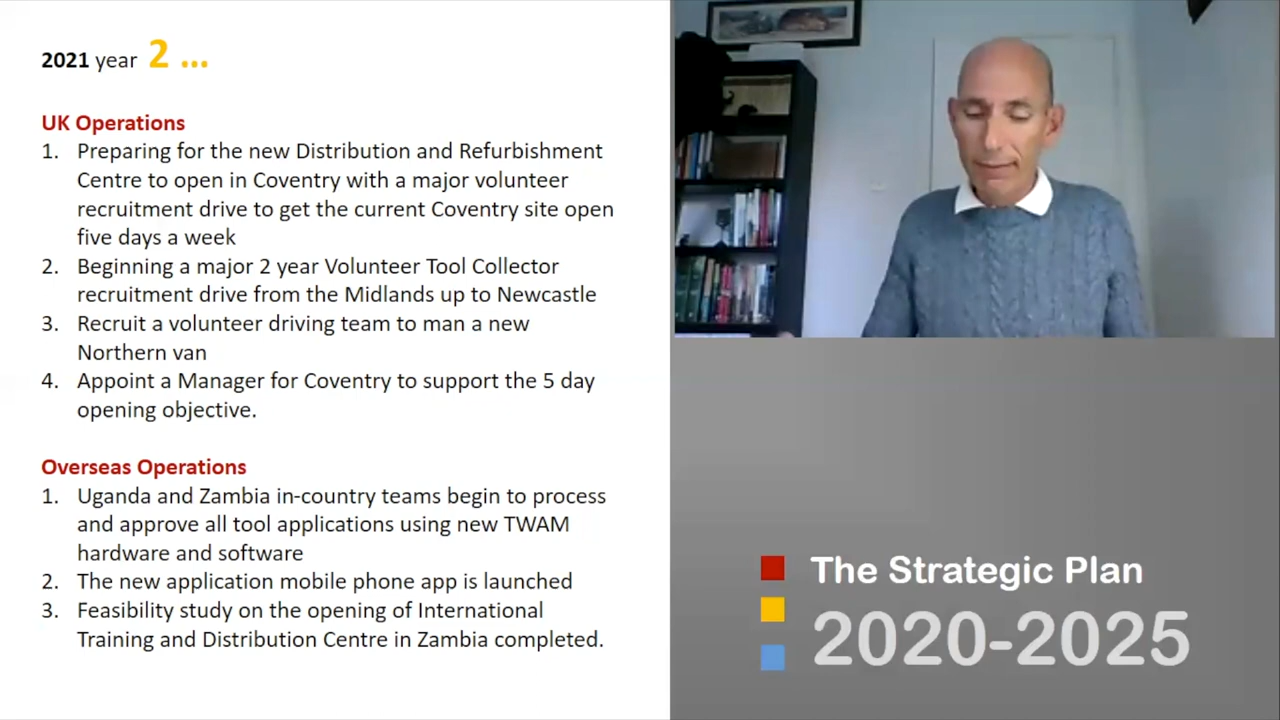 2021 year 2 ...
UK Operations
1. Preparing for the new Distribution and Refurbishment
Centre to open in Coventry with a major volunteer
recruitment drive to get the current Coventry site open
five days a week
2. Beginning a major 2 year Volunteer Tool Collector
recruitment drive from the Midlands up to Newcastle
3. Recruit a volunteer driving team to man a new
Northern van
4. Appoint a Manager for Coventry to support the 5 day
opening objective.
Overseas Operations
1. Uganda and Zambia in-country teams begin to process
and approve all tool applications using new TWAM
hardware and software
2. The new application mobile phone app is launched
3. Feasibility study on the opening of International
Training and Distribution Centre in Zambia completed.
The Strategic Plan
2020-2025